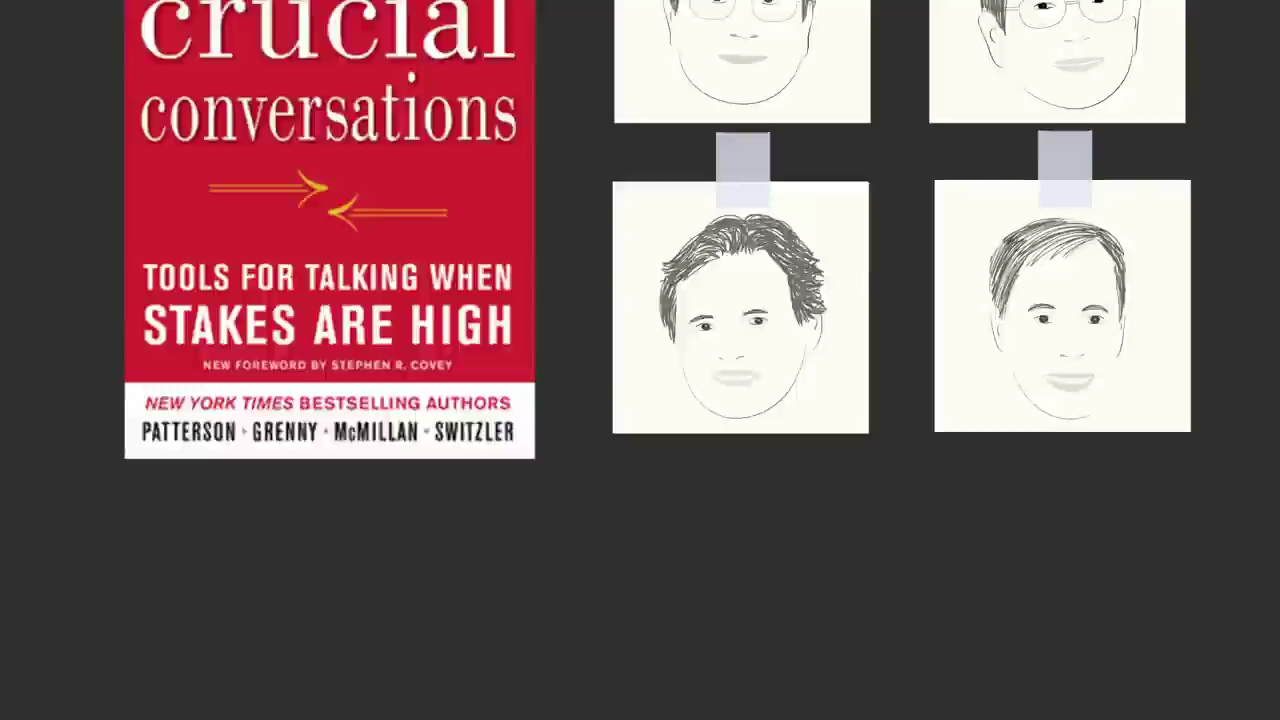 crucial
conversations
TOOLS FOR TALKING WHEN
STAKES ARE HIGH
NEW FOREWORD BY STEPHEN R. COVEY
NEW YORK TIMES BESTSELLING AUTHORS
PATTERSON · GRENNY · McMILLAN · SWITZLER